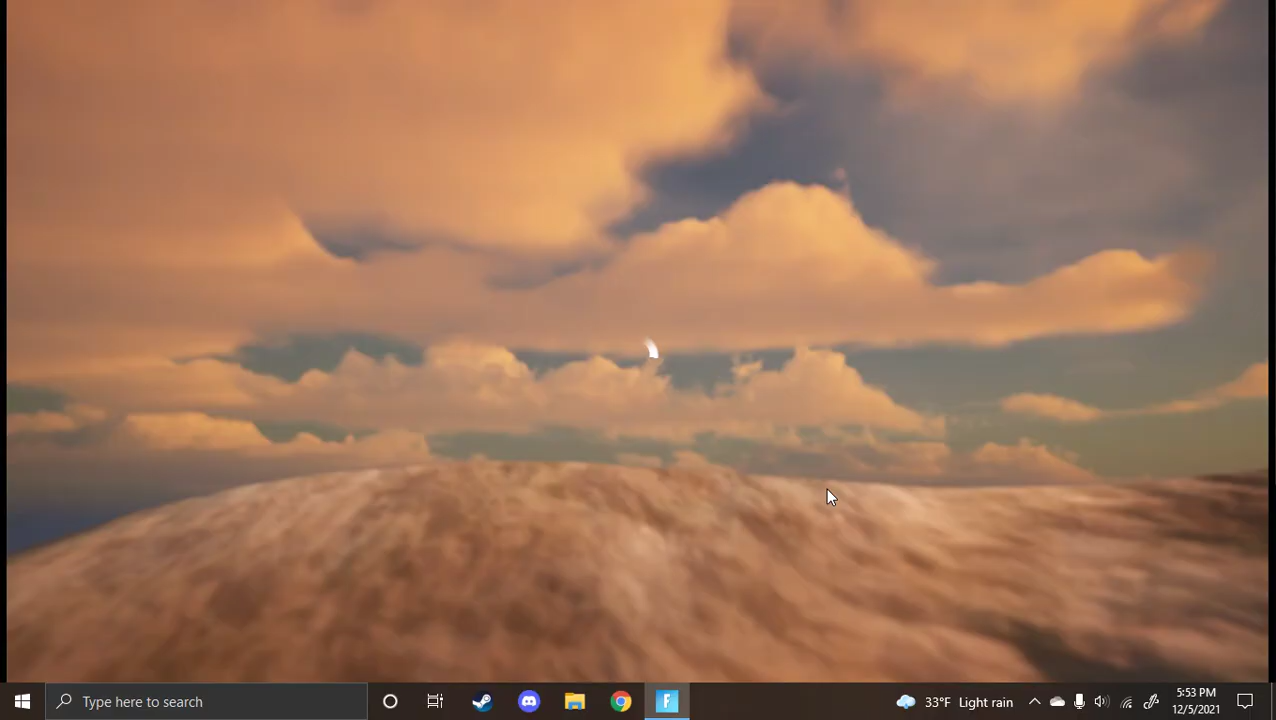 Type here to search
F
33°F Light rain
5:53 PM
12/5/2021